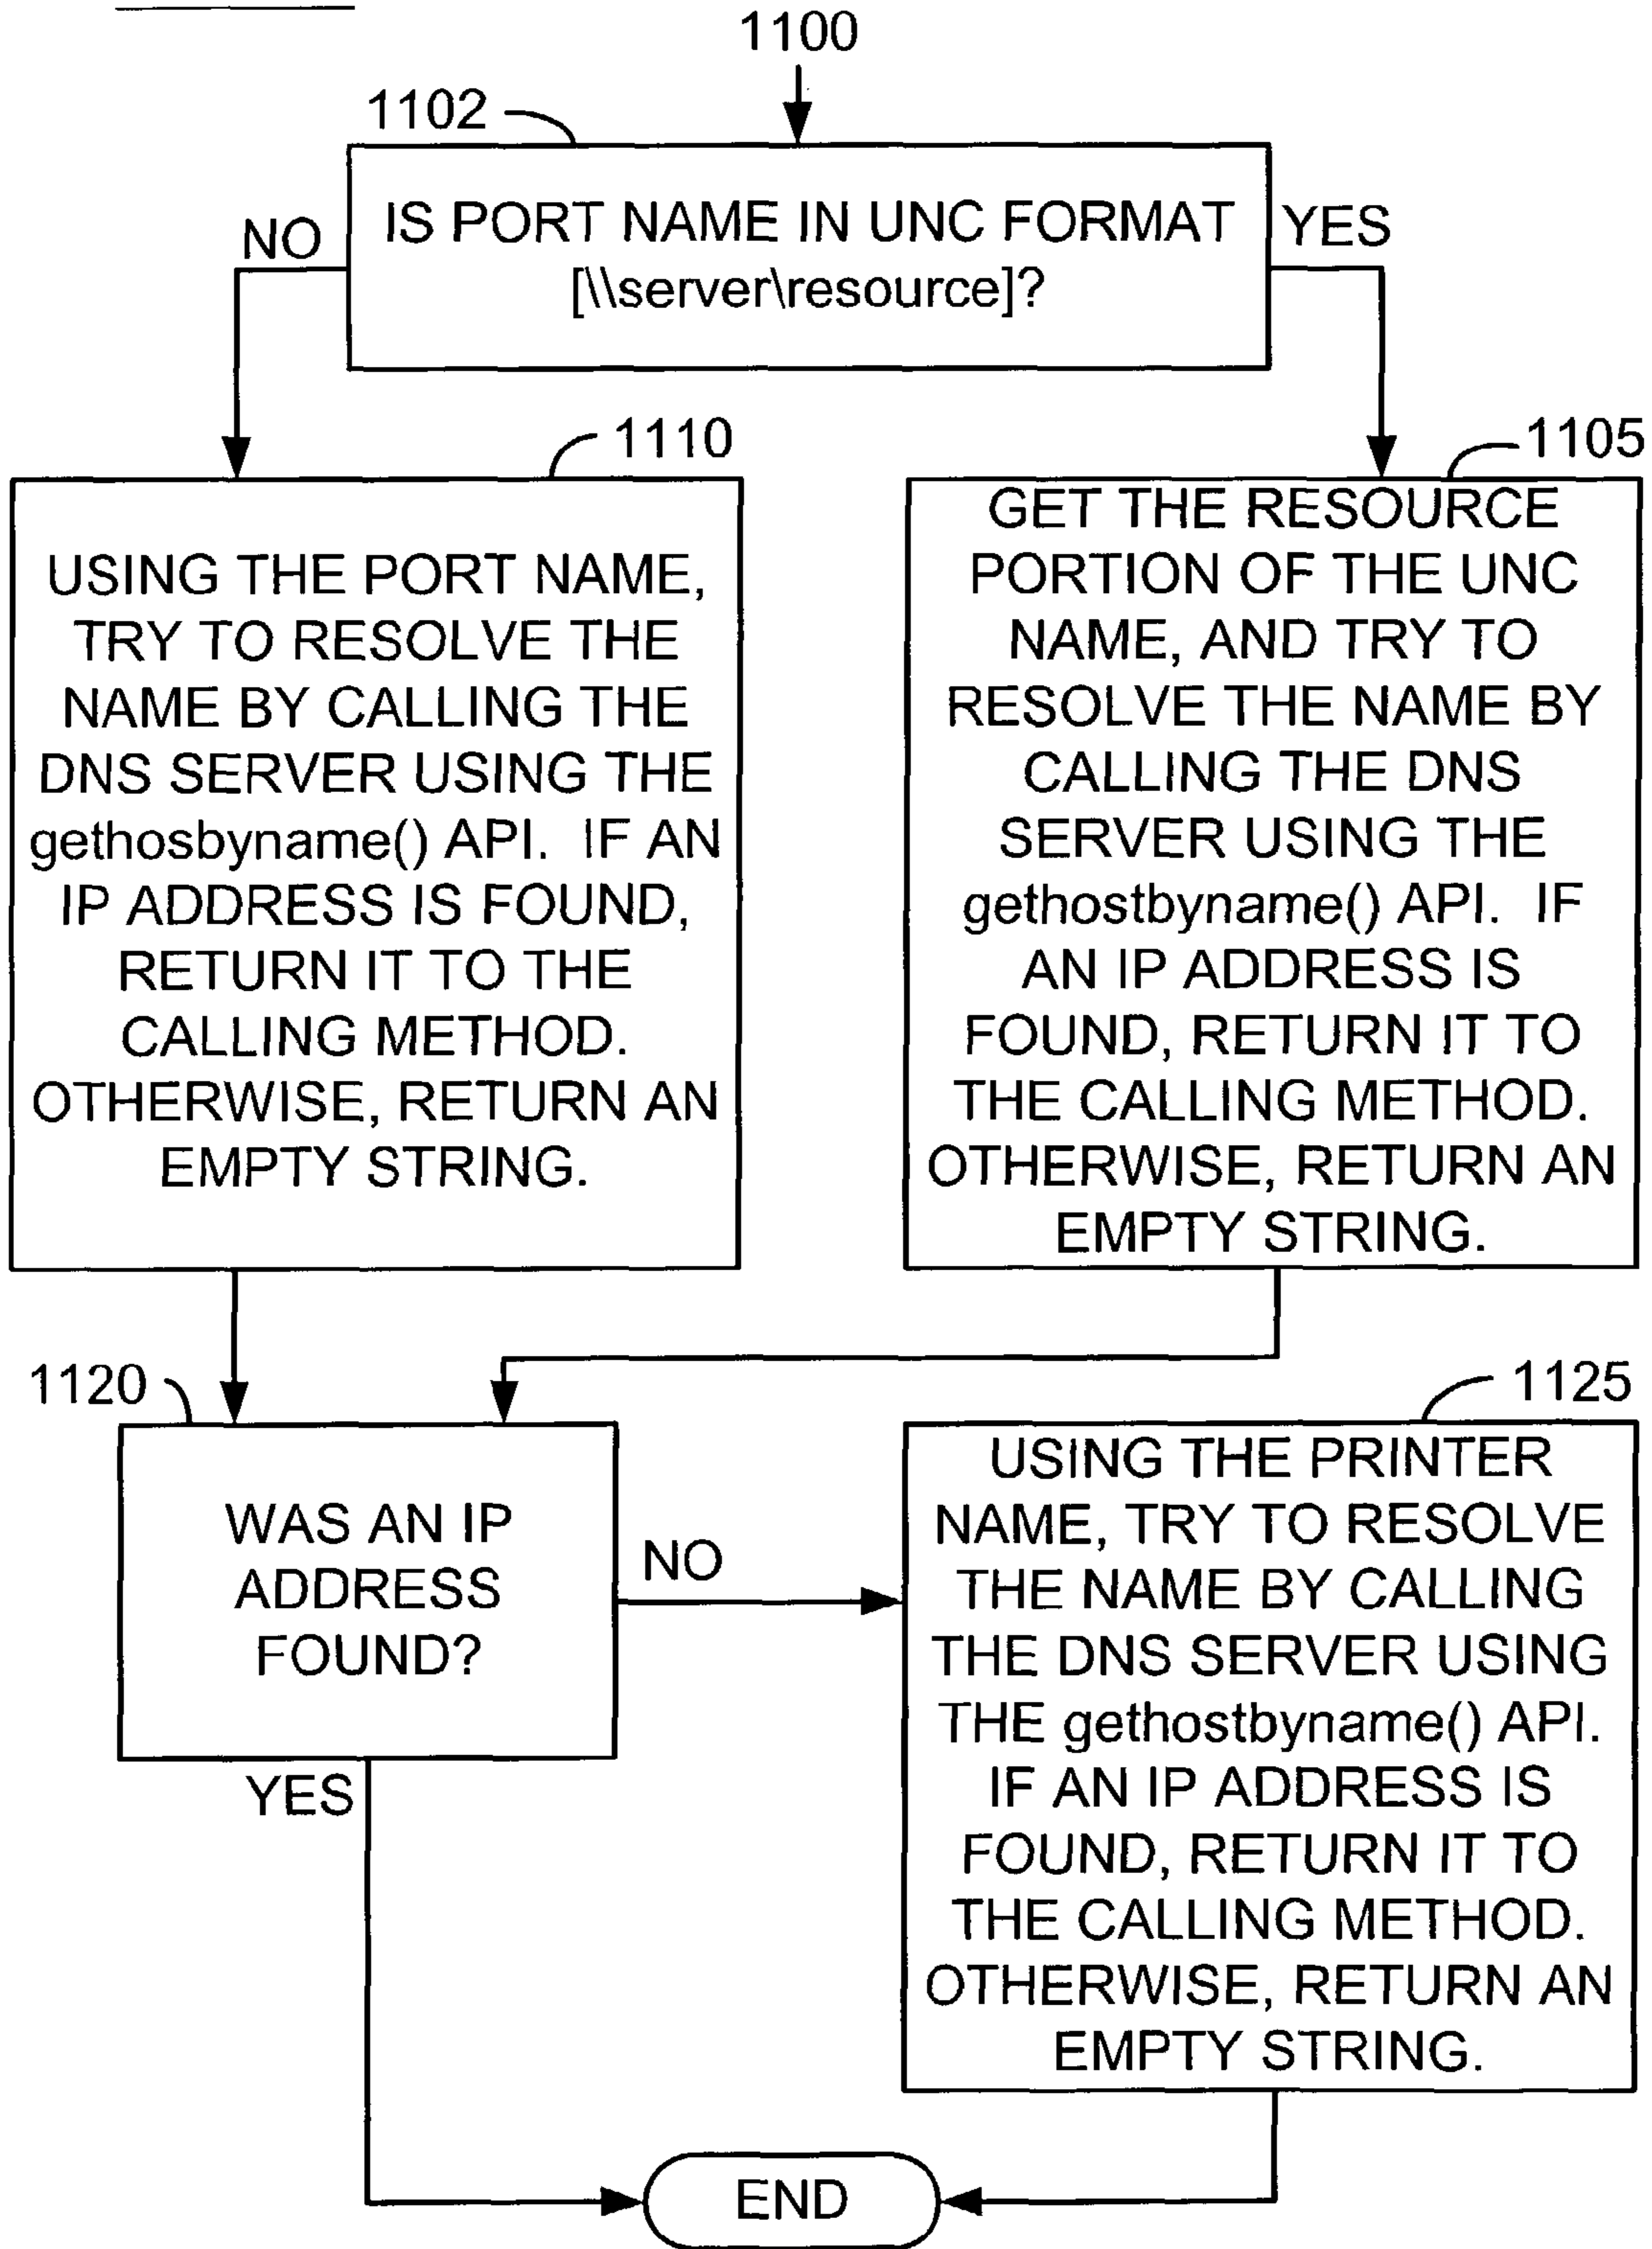 1100
1102
IS PORT NAME IN UNC FORMAT
[\\server\resource]?
NO
YES
1110
USING THE PORT NAME,
TRY TO RESOLVE THE
NAME BY CALLING THE
DNS SERVER USING THE
gethosbyname() API. IF AN
IP ADDRESS IS FOUND,
RETURN IT TO THE
CALLING METHOD.
OTHERWISE, RETURN AN
EMPTY STRING.
1105
GET THE RESOURCE
PORTION OF THE UNC
NAME, AND TRY TO
RESOLVE THE NAME BY
CALLING THE DNS
SERVER USING THE
gethostbyname() API. IF
AN IP ADDRESS IS
FOUND, RETURN IT TO
THE CALLING METHOD.
OTHERWISE, RETURN AN
EMPTY STRING.
1120
WAS AN IP
ADDRESS
FOUND?
NO
YES
1125
USING THE PRINTER
NAME, TRY TO RESOLVE
THE NAME BY CALLING
THE DNS SERVER USING
THE gethostbyname() API.
IF AN IP ADDRESS IS
FOUND, RETURN IT TO
THE CALLING METHOD.
OTHERWISE, RETURN AN
EMPTY STRING.
END